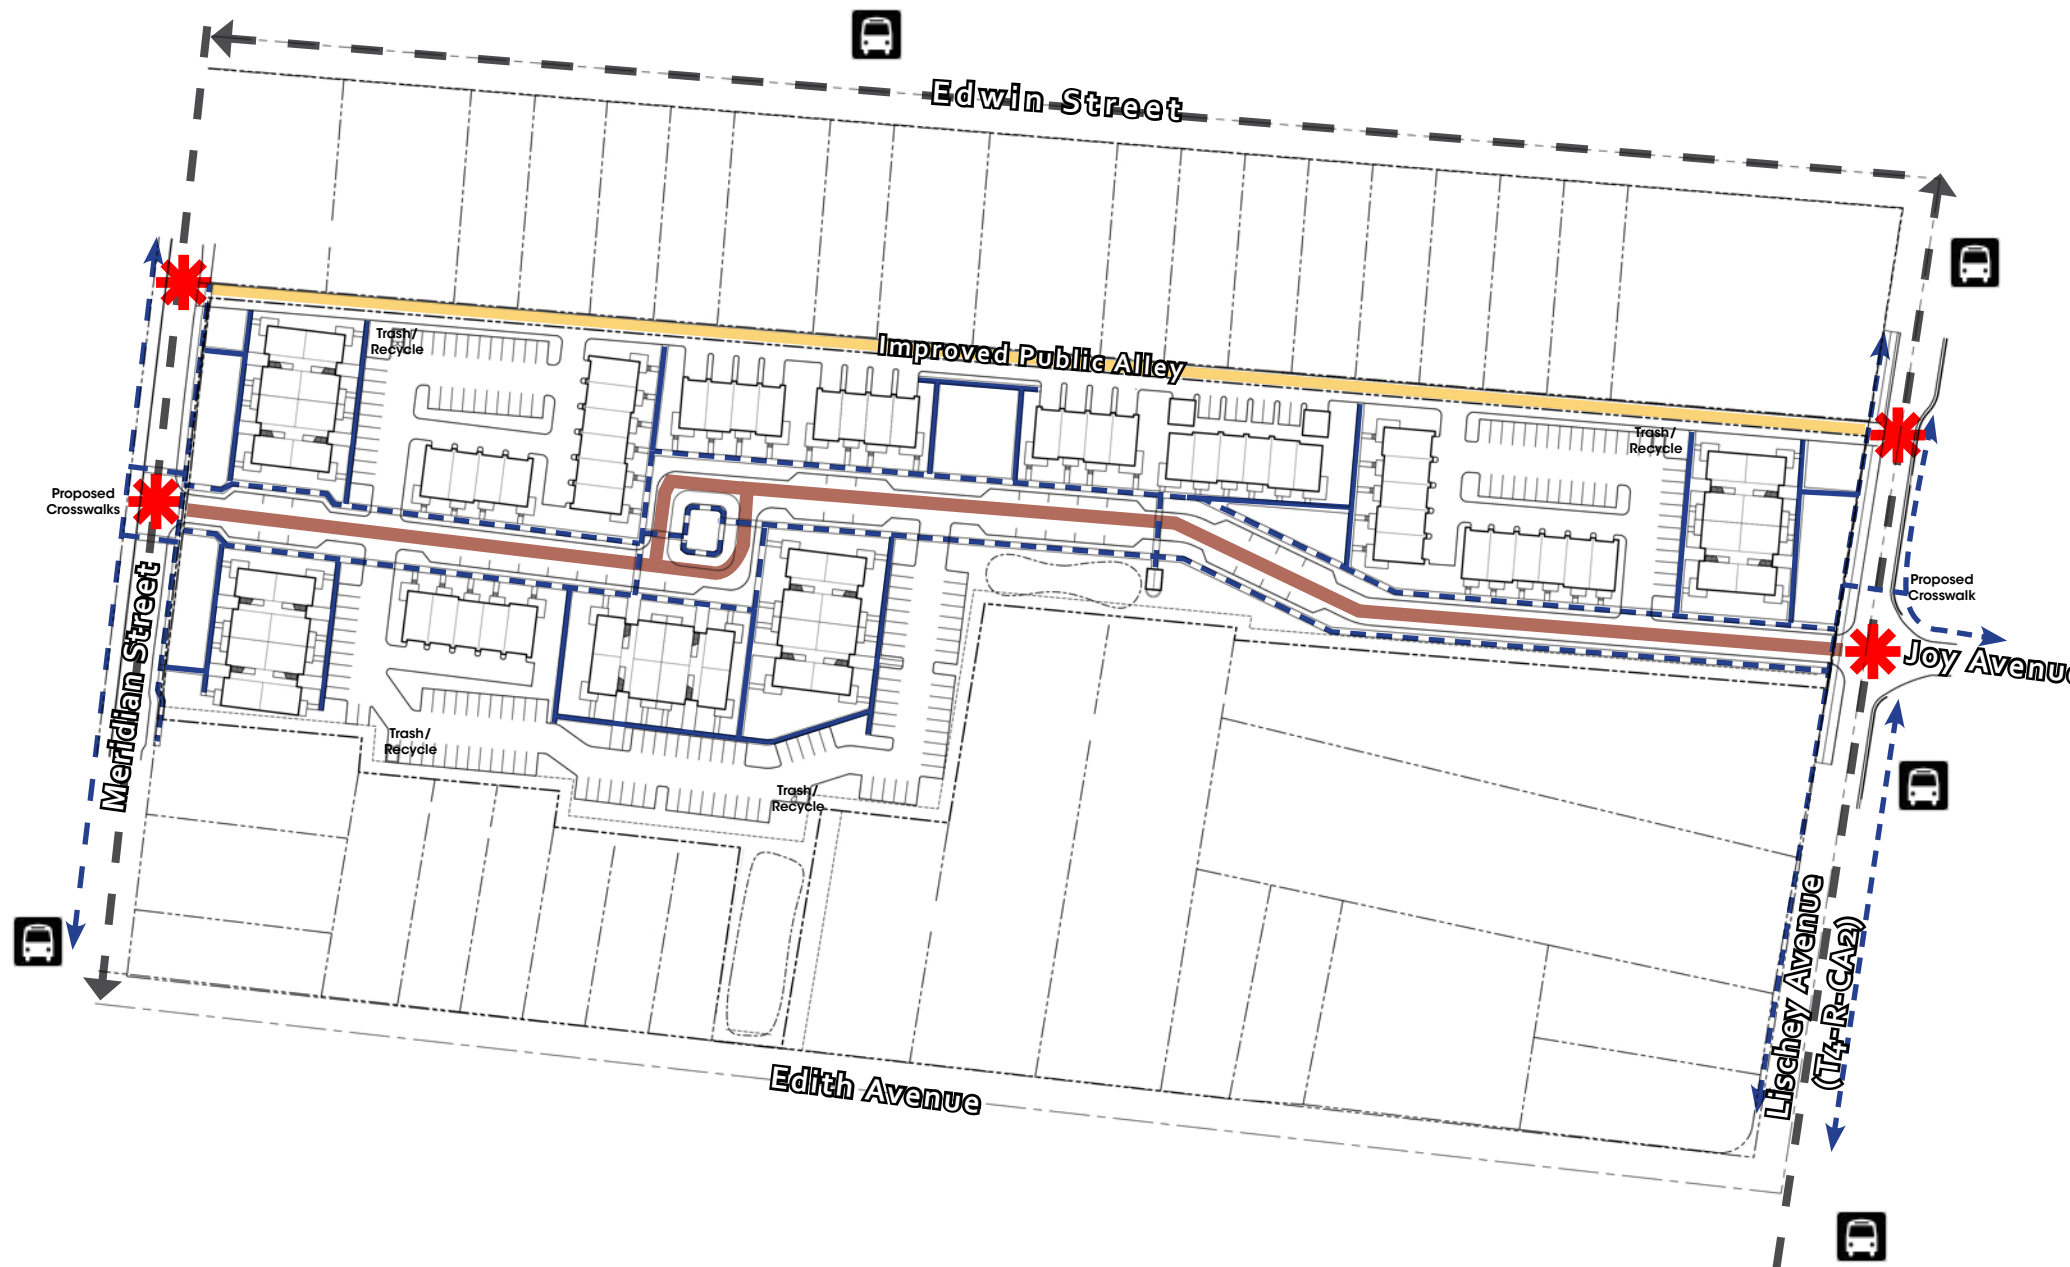 Edwin Street
Improved Public Alley
Trash/
Recycle
Trash/
Recycle
Proposed
Crosswalks
Proposed
Crosswalk
Joy Avenue
Meridian Street
Trash/
Recycle
Trash/
Recycle
Lischey Avenue
(T4-R-CA2)
Edith Avenue